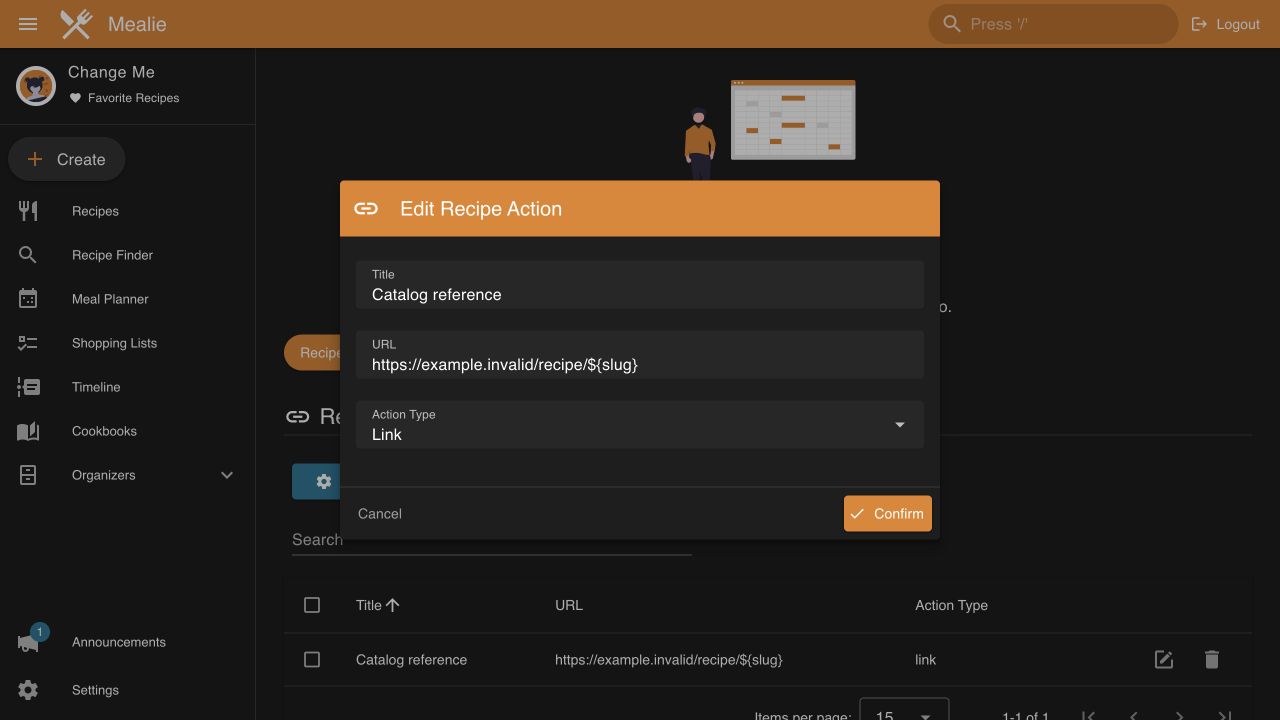 Mealie
Press '/'
Logout
Change Me
Favorite Recipes
Create
Recipes
Recipe Finder
Meal Planner
Shopping Lists
Timeline
Cookbooks
Organizers
Announcements
1
Settings
o.
Recipe
Re
Edit Recipe Action
Title
Catalog reference
URL
https://example.invalid/recipe/${slug}
Action Type
Link
Cancel
Confirm
Search
Title
URL
Action Type
Catalog reference
https://example.invalid/recipe/${slug}
link
Items per page:
15
1-1 of 1